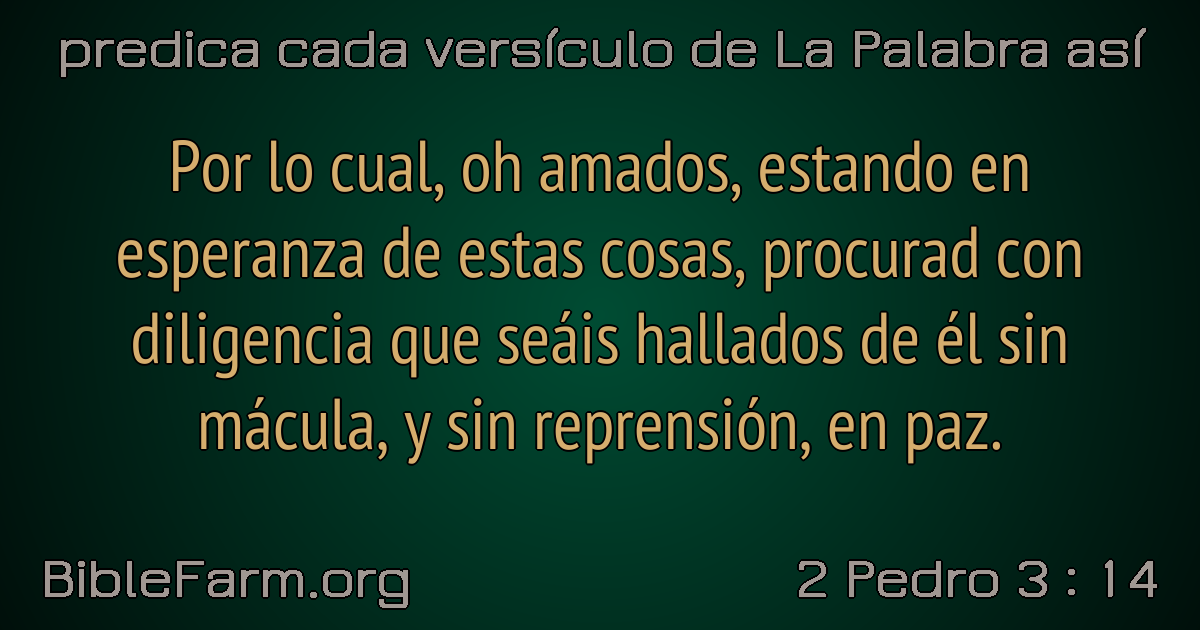 predica cada versículo de La Palabra así
Por lo cual, oh amados, estando en
esperanza de estas cosas, procurad con
diligencia que seáis hallados de él sin
mácula, y sin reprensión, en paz.
BibleFarm.org
2 Pedro 3 : 14